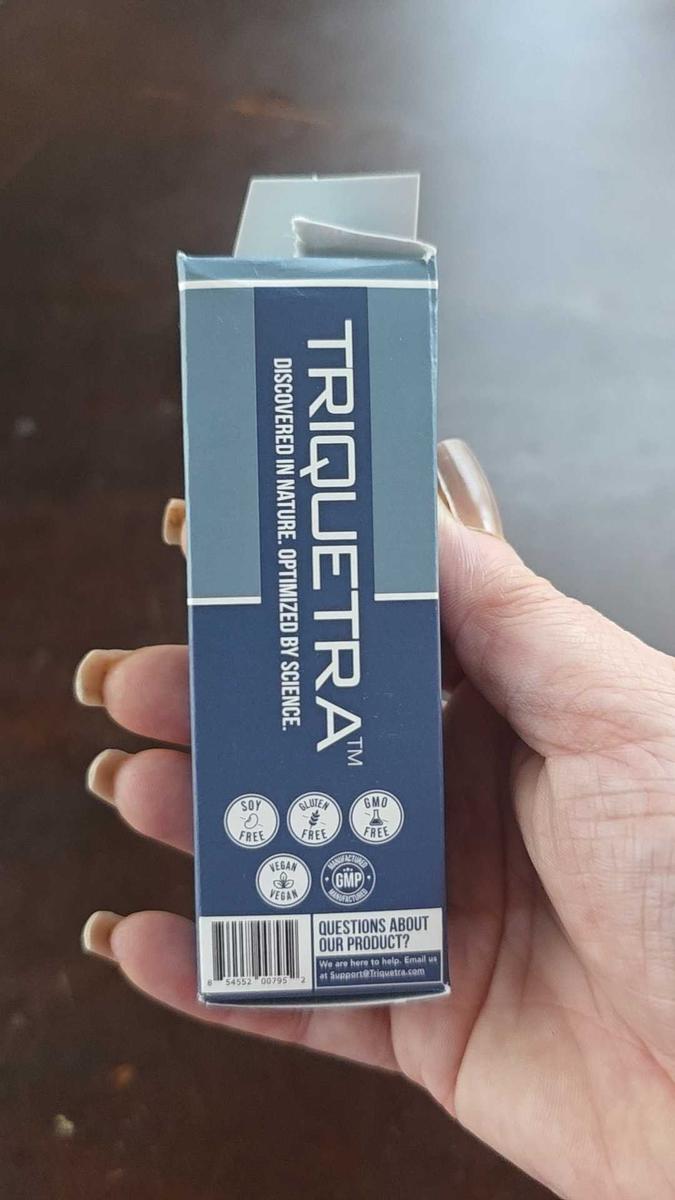 TRIQUETRA™
DISCOVERED IN NATURE. OPTIMIZED BY SCIENCE.
SOY
FREE
GLUTEN
FREE
GMO
FREE
VEGAN
VEGAN
MANUFACTURED
GMP
MANUFACTURED
8 54552 00795 2
QUESTIONS ABOUT
OUR PRODUCT?
We are here to help. Email us
at Support@Triquetra.com